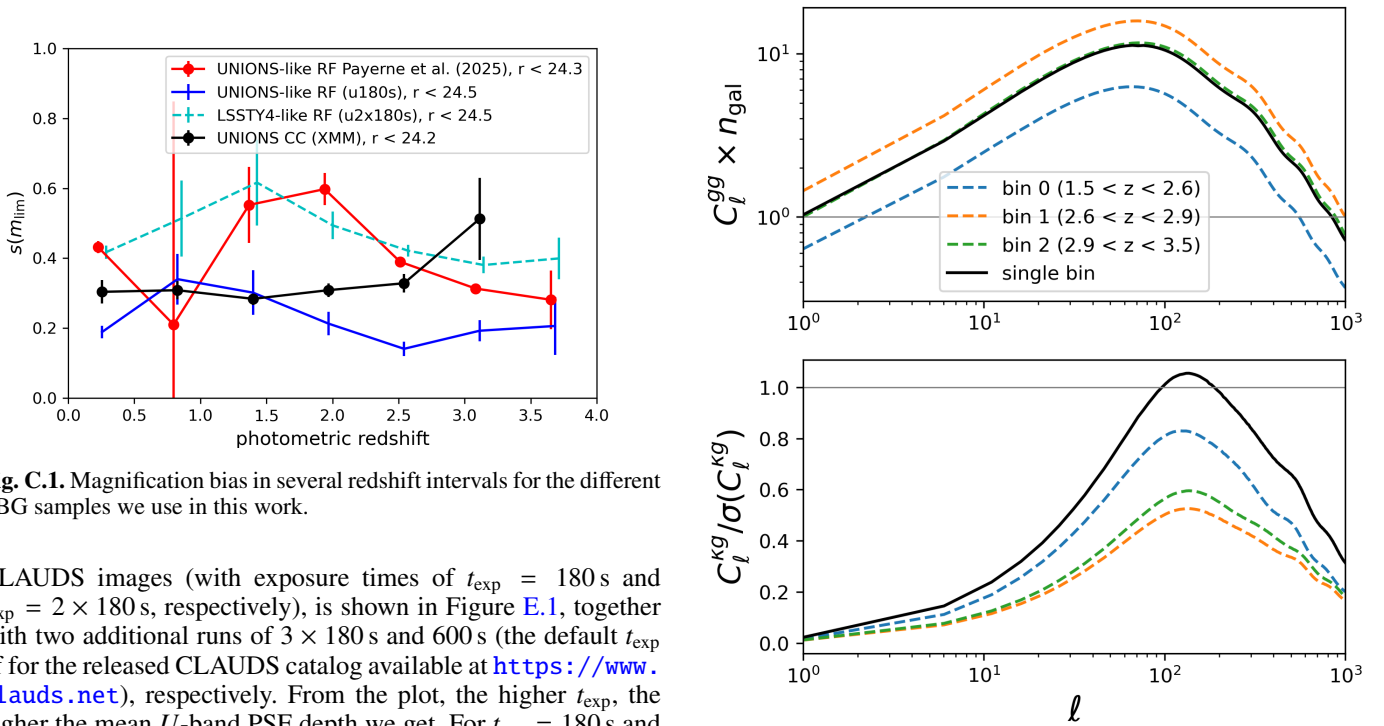 1.0
0.8
0.6
0.4
0.2
0.0
s(m_lim)
UNIONS-like RF Payerne et al. (2025), r < 24.3
UNIONS-like RF (u180s), r < 24.5
LSSTY4-like RF (u2x180s), r < 24.5
UNIONS CC (XMM), r < 24.2
0.0 0.5 1.0 1.5 2.0 2.5 3.0 3.5 4.0
photometric redshift
g. C.1. Magnification bias in several redshift intervals for the different
BG samples we use in this work.
LAUDS images (with exposure times of t_exp = 180 s and
xp = 2 × 180 s, respectively), is shown in Figure E.1, together
ith two additional runs of 3 × 180 s and 600 s (the default t_exp
f for the released CLAUDS catalog available at https://www.
lauds.net), respectively. From the plot, the higher t_exp, the
gher the mean U-band PSF depth we get. For t = 180 s and
C_ℓ^gg × n_gal
10^1
10^0
bin 0 (1.5 < z < 2.6)
bin 1 (2.6 < z < 2.9)
bin 2 (2.9 < z < 3.5)
single bin
10^0 10^1 10^2 10^3
C_ℓ^κg/σ(C_ℓ^κg)
1.0
0.8
0.6
0.4
0.2
0.0
10^0 10^1 10^2 10^3
ℓ